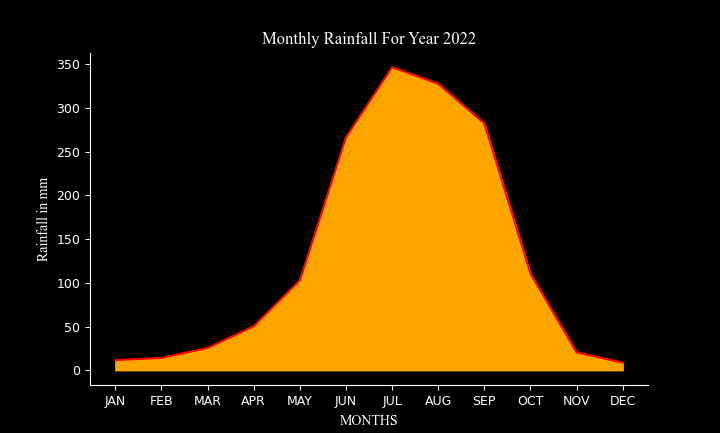 Monthly Rainfall For Year 2022
350
300
250
200
150
100
50
0
Rainfall in mm
JAN FEB MAR APR MAY JUN JUL AUG SEP OCT NOV DEC
MONTHS